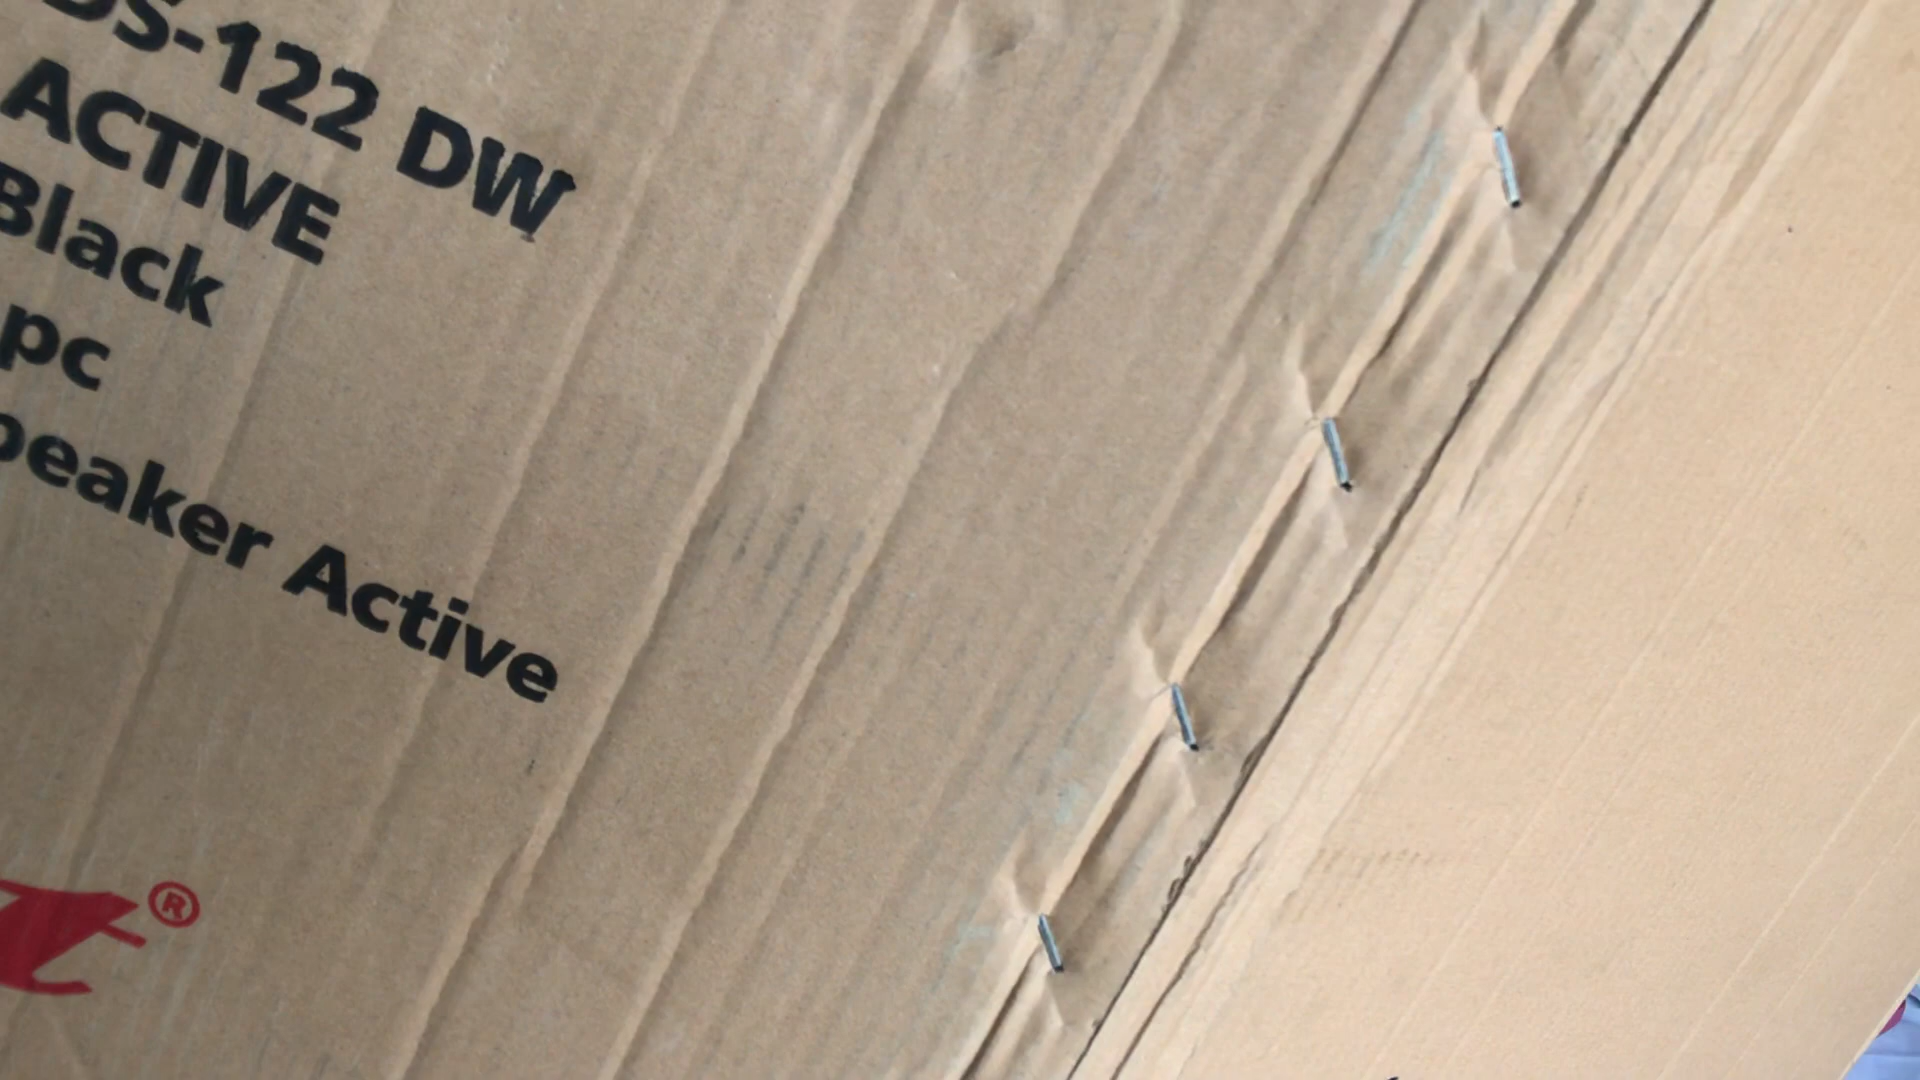 DS-122 DW
ACTIVE
Black
pc
peaker Active
®